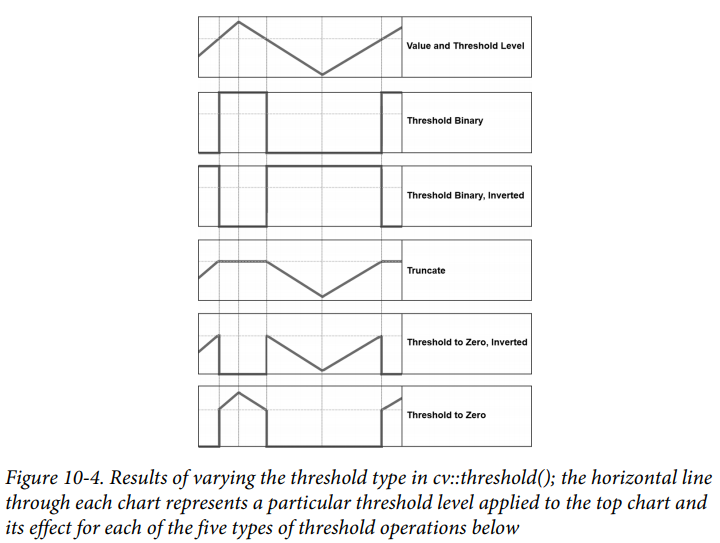 Value and Threshold Level
Threshold Binary
Threshold Binary, Inverted
Truncate
Threshold to Zero, Inverted
Threshold to Zero
Figure 10-4. Results of varying the threshold type in cv::threshold(); the horizontal line
through each chart represents a particular threshold level applied to the top chart and
its effect for each of the five types of threshold operations below